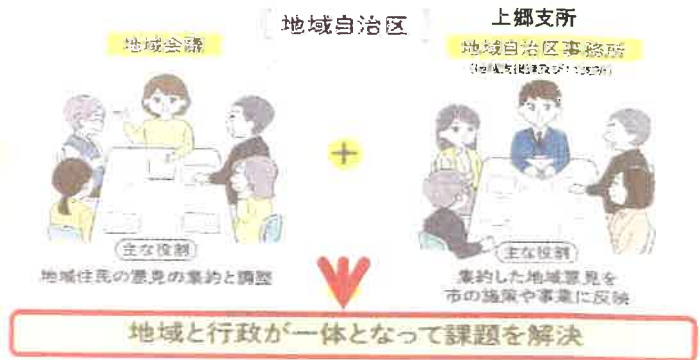 地域自治区
地域会議
上郷支所
地域自治区事務所
+
主な役割
地域住民の意見の集約と調整
主な役割
集約した地域意見を
市の施策や事業に反映
地域と行政が一体となって課題を解決